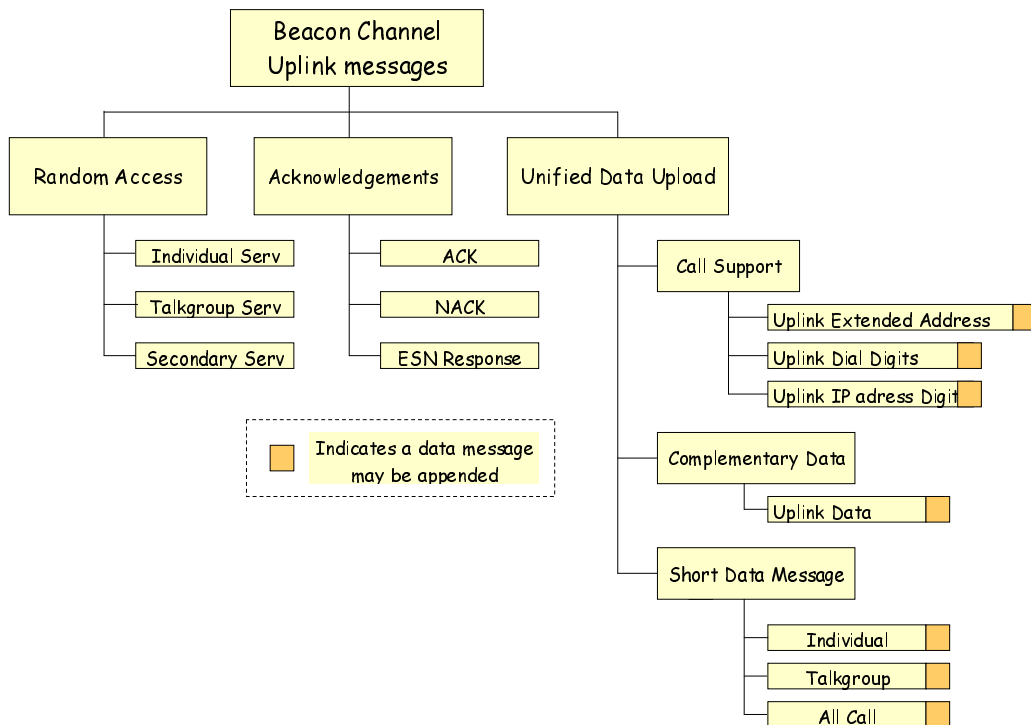 Beacon Channel
Uplink messages
Random Access
Acknowledgements
Unified Data Upload
Individual Serv
Talkgroup Serv
Secondary Serv
ACK
NACK
ESN Response
Call Support
Uplink Extended Address
Uplink Dial Digits
Uplink IP adress Digit
Indicates a data message
may be appended
Complementary Data
Uplink Data
Short Data Message
Individual
Talkgroup
All Call